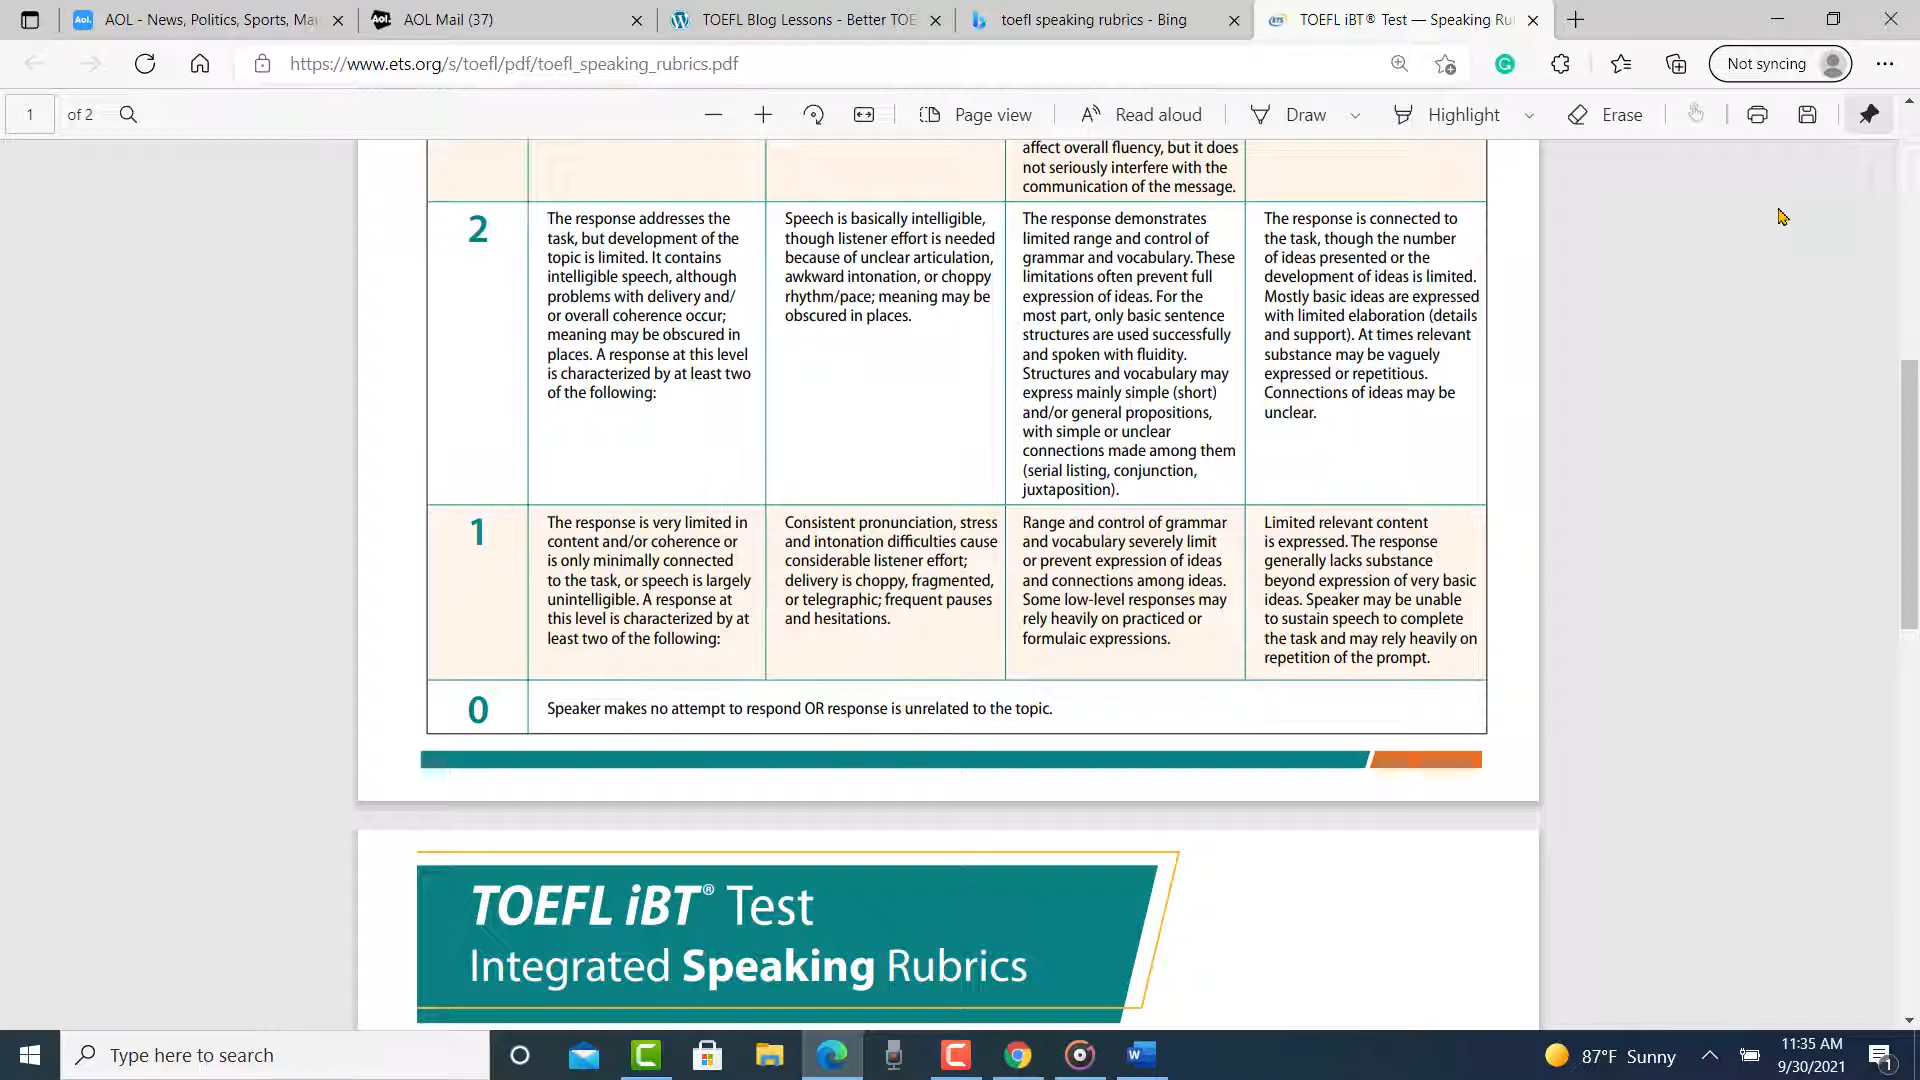 AOL - News, Politics, Sports, Ma
AOL Mail (37)
TOEFL Blog Lessons - Better TOE
toefl speaking rubrics - Bing
TOEFL iBT® Test — Speaking Ru
https://www.ets.org/s/toefl/pdf/toefl_speaking_rubrics.pdf
Not syncing
1 of 2
Page view
Read aloud
Draw
Highlight
Erase
affect overall fluency, but it does
not seriously interfere with the
communication of the message.
2
The response addresses the
task, but development of the
topic is limited. It contains
intelligible speech, although
problems with delivery and/
or overall coherence occur;
meaning may be obscured in
places. A response at this level
is characterized by at least two
of the following:
Speech is basically intelligible,
though listener effort is needed
because of unclear articulation,
awkward intonation, or choppy
rhythm/pace; meaning may be
obscured in places.
The response demonstrates
limited range and control of
grammar and vocabulary. These
limitations often prevent full
expression of ideas. For the
most part, only basic sentence
structures are used successfully
and spoken with fluidity.
Structures and vocabulary may
express mainly simple (short)
and/or general propositions,
with simple or unclear
connections made among them
(serial listing, conjunction,
juxtaposition).
The response is connected to
the task, though the number
of ideas presented or the
development of ideas is limited.
Mostly basic ideas are expressed
with limited elaboration (details
and support). At times relevant
substance may be vaguely
expressed or repetitious.
Connections of ideas may be
unclear.
1
The response is very limited in
content and/or coherence or
is only minimally connected
to the task, or speech is largely
unintelligible. A response at
this level is characterized by at
least two of the following:
Consistent pronunciation, stress
and intonation difficulties cause
considerable listener effort;
delivery is choppy, fragmented,
or telegraphic; frequent pauses
and hesitations.
Range and control of grammar
and vocabulary severely limit
or prevent expression of ideas
and connections among ideas.
Some low-level responses may
rely heavily on practiced or
formulaic expressions.
Limited relevant content
is expressed. The response
generally lacks substance
beyond expression of very basic
ideas. Speaker may be unable
to sustain speech to complete
the task and may rely heavily on
repetition of the prompt.
0
Speaker makes no attempt to respond OR response is unrelated to the topic.
TOEFL iBT® Test
Integrated Speaking Rubrics
Type here to search
87°F Sunny
11:35 AM
9/30/2021
1